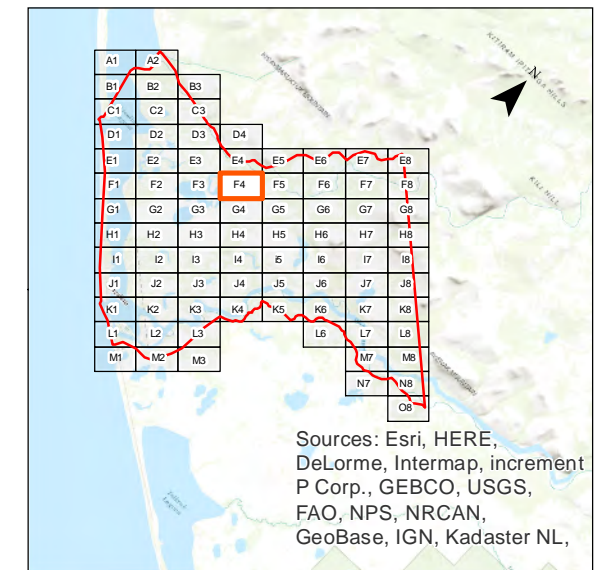 A1 A2
B1 B2 B3
C1 C2 C3
D1 D2 D3 D4
E1 E2 E3 E4 E5 E6 E7 E8
F1 F2 F3 F4 F5 F6 F7 F8
G1 G2 G3 G4 G5 G6 G7 G8
H1 H2 H3 H4 H5 H6 H7 H8
I1 I2 I3 I4 I5 I6 I7 I8
J1 J2 J3 J4 J5 J6 J7 J8
K1 K2 K3 K4 K5 K6 K7 K8
L1 L2 L3 L6 L7 L8
M1 M2 M3 M7 M8
N7 N8
O8
N
HILLS
KILI HILL
MOUNTAIN
Lagoon
Sources: Esri, HERE,
DeLorme, Intermap, increment
P Corp., GEBCO, USGS,
FAO, NPS, NRCAN,
GeoBase, IGN, Kadaster NL,